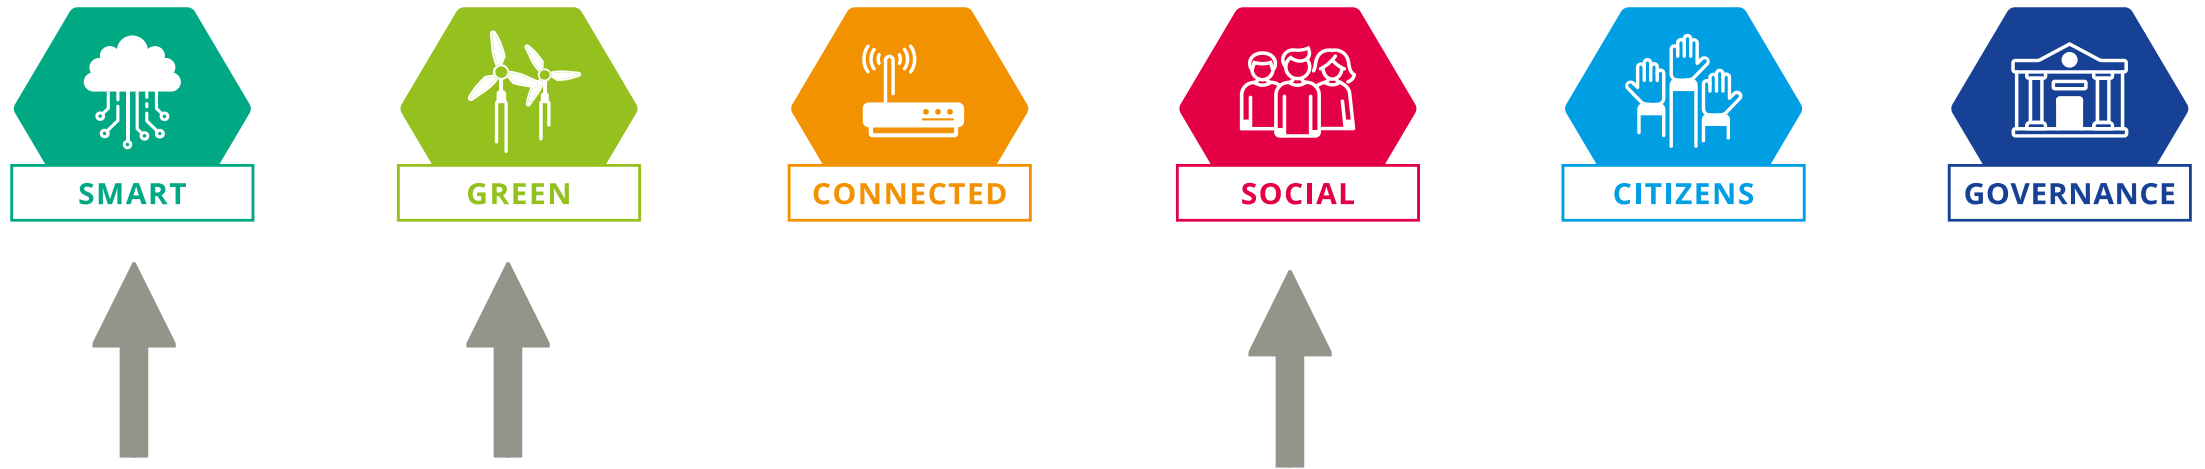 SMART
GREEN
CONNECTED
SOCIAL
CITIZENS
GOVERNANCE